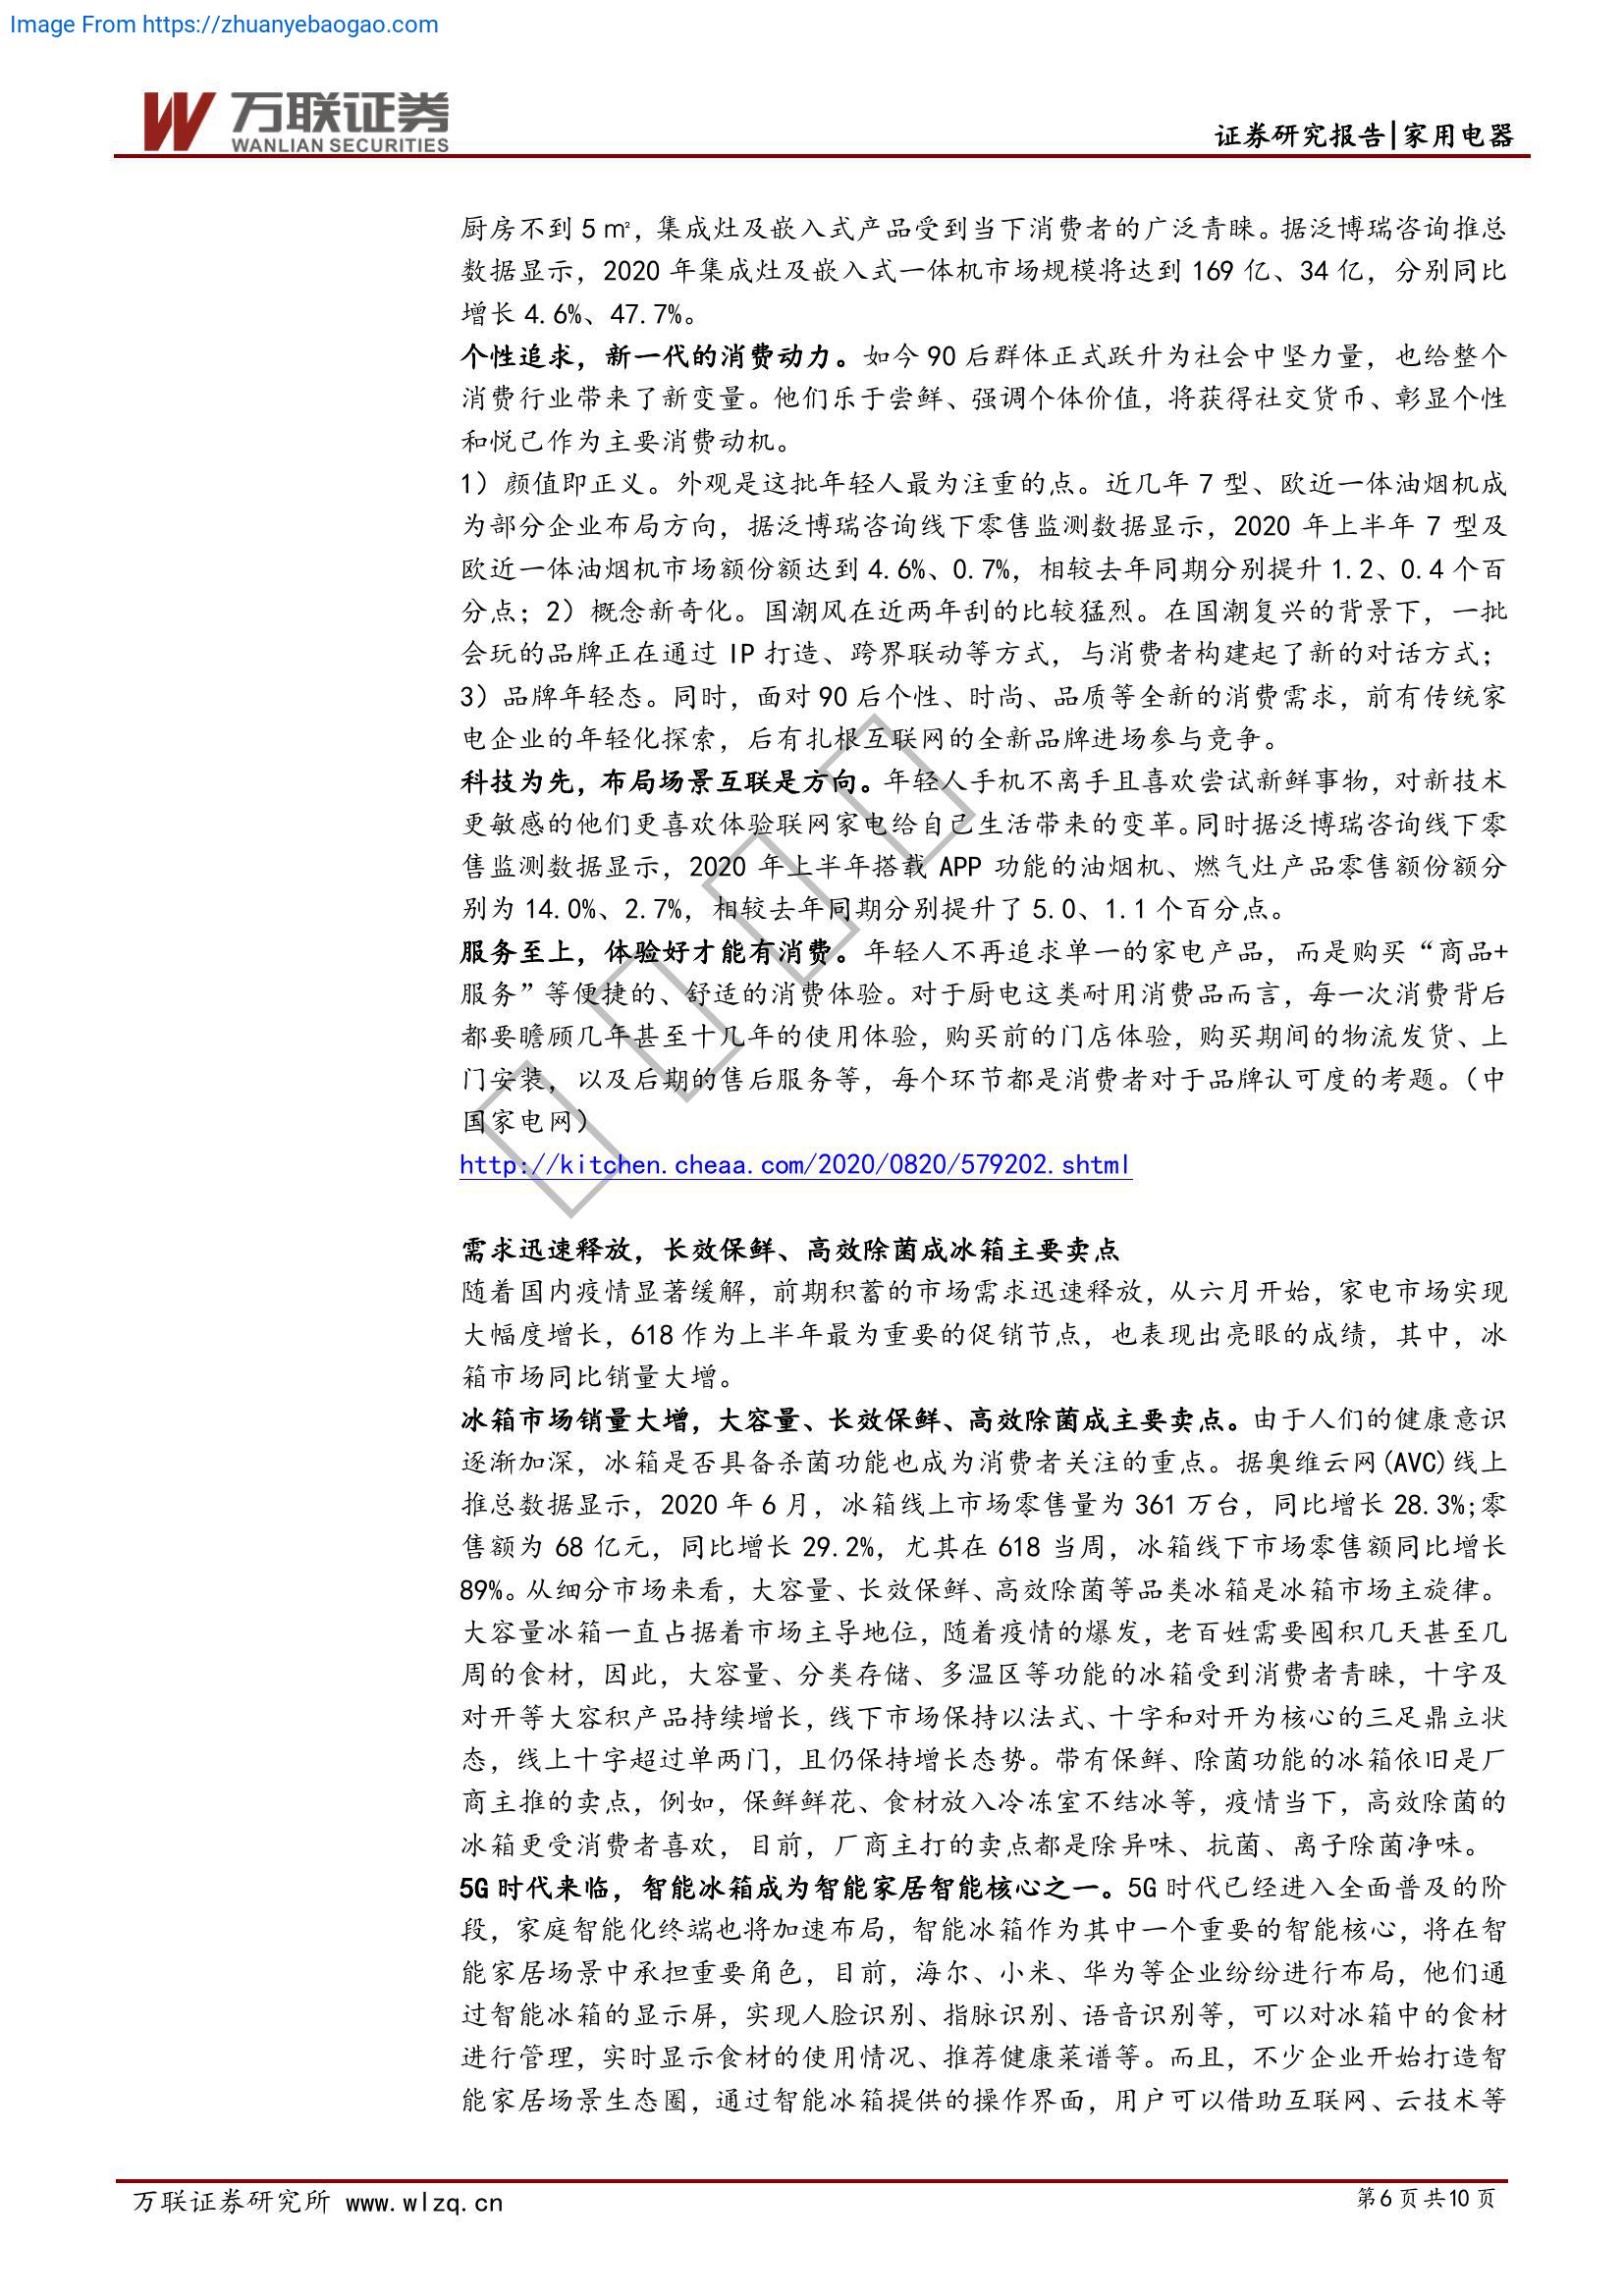 Image From https://zhuanyebaogao.com
万联证券
WANLIAN SECURITIES
证券研究报告|家用电器
厨房不到 5 ㎡，集成灶及嵌入式产品受到当下消费者的广泛青睐。据泛博瑞咨询推总
数据显示，2020 年集成灶及嵌入式一体机市场规模将达到 169 亿、34 亿，分别同比
增长 4.6%、47.7%。
个性追求，新一代的消费动力。如今 90 后群体正式跃升为社会中坚力量，也给整个
消费行业带来了新变量。他们乐于尝鲜、强调个体价值，将获得社交货币、彰显个性
和悦己作为主要消费动机。
1）颜值即正义。外观是这批年轻人最为注重的点。近几年 7 型、欧近一体油烟机成
为部分企业布局方向，据泛博瑞咨询线下零售监测数据显示，2020 年上半年 7 型及
欧近一体油烟机市场额份额达到 4.6%、0.7%，相较去年同期分别提升 1.2、0.4 个百
分点；2）概念新奇化。国潮风在近两年刮的比较猛烈。在国潮复兴的背景下，一批
会玩的品牌正在通过 IP 打造、跨界联动等方式，与消费者构建起了新的对话方式；
3）品牌年轻态。同时，面对 90 后个性、时尚、品质等全新的消费需求，前有传统家
电企业的年轻化探索，后有扎根互联网的全新品牌进场参与竞争。
科技为先，布局场景互联是方向。年轻人手机不离手且喜欢尝试新鲜事物，对新技术
更敏感的他们更喜欢体验联网家电给自己生活带来的变革。同时据泛博瑞咨询线下零
售监测数据显示，2020 年上半年搭载 APP 功能的油烟机、燃气灶产品零售额份额分
别为 14.0%、2.7%，相较去年同期分别提升了 5.0、1.1 个百分点。
服务至上，体验好才能有消费。年轻人不再追求单一的家电产品，而是购买“商品+
服务”等便捷的、舒适的消费体验。对于厨电这类耐用消费品而言，每一次消费背后
都要瞻顾几年甚至十几年的使用体验，购买前的门店体验，购买期间的物流发货、上
门安装，以及后期的售后服务等，每个环节都是消费者对于品牌认可度的考题。（中
国家电网）
http://kitchen.cheaa.com/2020/0820/579202.shtml
需求迅速释放，长效保鲜、高效除菌成冰箱主要卖点
随着国内疫情显著缓解，前期积蓄的市场需求迅速释放，从六月开始，家电市场实现
大幅度增长，618 作为上半年最为重要的促销节点，也表现出亮眼的成绩，其中，冰
箱市场同比销量大增。
冰箱市场销量大增，大容量、长效保鲜、高效除菌成主要卖点。由于人们的健康意识
逐渐加深，冰箱是否具备杀菌功能也成为消费者关注的重点。据奥维云网(AVC)线上
推总数据显示，2020 年 6 月，冰箱线上市场零售量为 361 万台，同比增长 28.3%;零
售额为 68 亿元，同比增长 29.2%，尤其在 618 当周，冰箱线下市场零售额同比增长
89%。从细分市场来看，大容量、长效保鲜、高效除菌等品类冰箱是冰箱市场主旋律。
大容量冰箱一直占据着市场主导地位，随着疫情的爆发，老百姓需要囤积几天甚至几
周的食材，因此，大容量、分类存储、多温区等功能的冰箱受到消费者青睐，十字及
对开等大容积产品持续增长，线下市场保持以法式、十字和对开为核心的三足鼎立状
态，线上十字超过单两门，且仍保持增长态势。带有保鲜、除菌功能的冰箱依旧是厂
商主推的卖点，例如，保鲜鲜花、食材放入冷冻室不结冰等，疫情当下，高效除菌的
冰箱更受消费者喜欢，目前，厂商主打的卖点都是除异味、抗菌、离子除菌净味。
5G 时代来临，智能冰箱成为智能家居智能核心之一。5G 时代已经进入全面普及的阶
段，家庭智能化终端也将加速布局，智能冰箱作为其中一个重要的智能核心，将在智
能家居场景中承担重要角色，目前，海尔、小米、华为等企业纷纷进行布局，他们通
过智能冰箱的显示屏，实现人脸识别、指脉识别、语音识别等，可以对冰箱中的食材
进行管理，实时显示食材的使用情况、推荐健康菜谱等。而且，不少企业开始打造智
能家居场景生态圈，通过智能冰箱提供的操作界面，用户可以借助互联网、云技术等
万联证券研究所 www.wlzq.cn
第 6 页 共 10 页